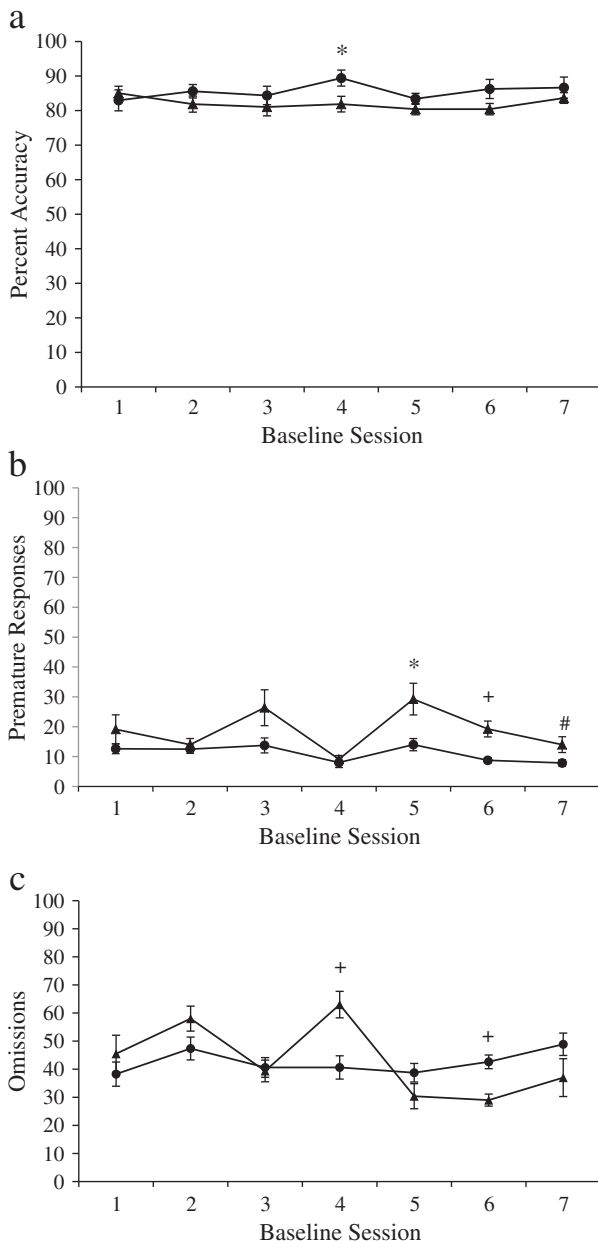 a
100
90
80
70
60
50
40
30
20
10
0
*
Percent Accuracy
1 2 3 4 5 6 7
Baseline Session
b
100
90
80
70
60
50
40
30
20
10
0
* + #
Premature Responses
1 2 3 4 5 6 7
Baseline Session
c
100
90
80
70
60
50
40
30
20
10
0
+ +
Omissions
1 2 3 4 5 6 7
Baseline Session